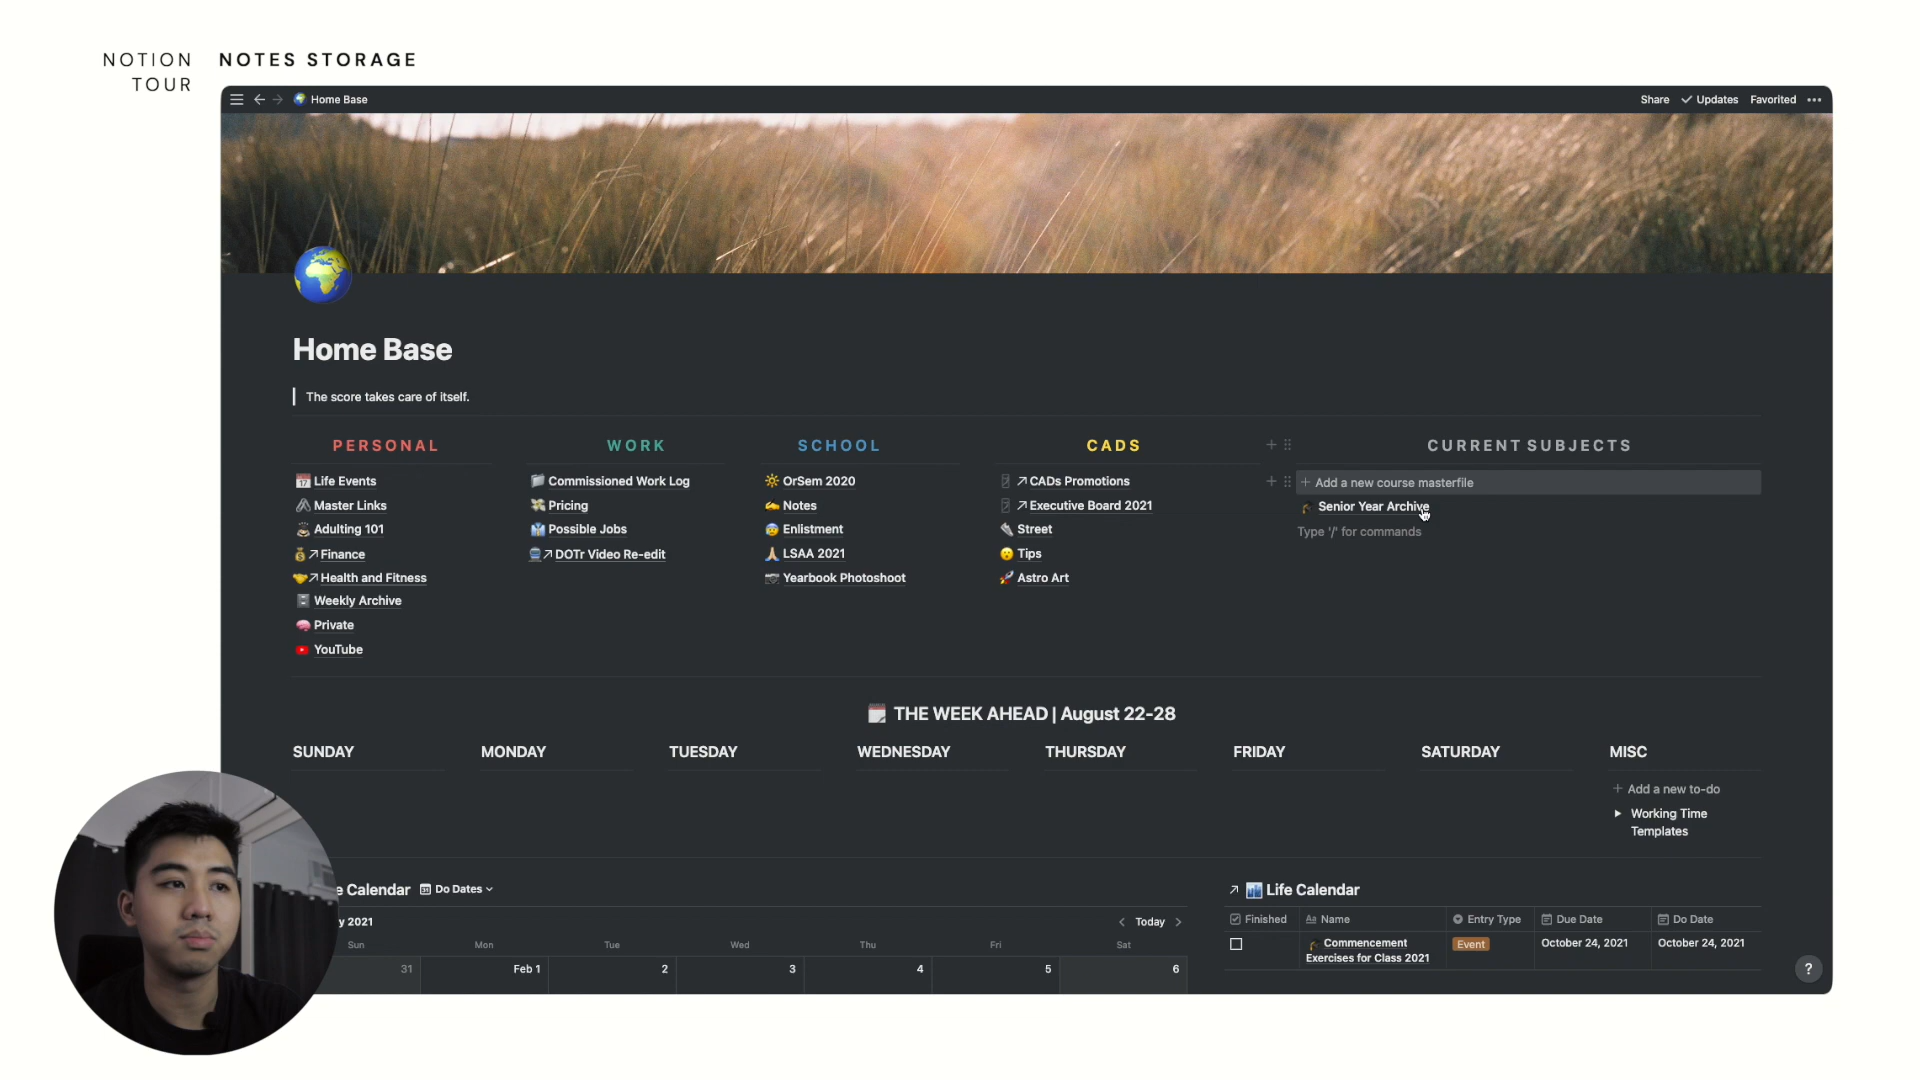 NOTION
TOUR
NOTES STORAGE
Home Base
Share
Updates
Favorited
Home Base
The score takes care of itself.
PERSONAL
Life Events
Master Links
Adulting 101
Finance
Health and Fitness
Weekly Archive
Private
YouTube
WORK
Commissioned Work Log
Pricing
Possible Jobs
DOTr Video Re-edit
SCHOOL
OrSem 2020
Notes
Enlistment
LSAA 2021
Yearbook Photoshoot
CADS
CADs Promotions
Executive Board 2021
Street
Tips
Astro Art
CURRENT SUBJECTS
+ Add a new course masterfile
Senior Year Archive
Type '/' for commands
THE WEEK AHEAD | August 22-28
SUNDAY
MONDAY
TUESDAY
WEDNESDAY
THURSDAY
FRIDAY
SATURDAY
MISC
+ Add a new to-do
Working Time
Templates
e Calendar
Do Dates
y 2021
Today
Sun
Mon
Tue
Wed
Thu
Fri
Sat
31
Feb 1
2
3
4
5
6
Life Calendar
Finished
Aa Name
Entry Type
Due Date
Do Date
Commencement
Exercises for Class 2021
Event
October 24, 2021
October 24, 2021
?